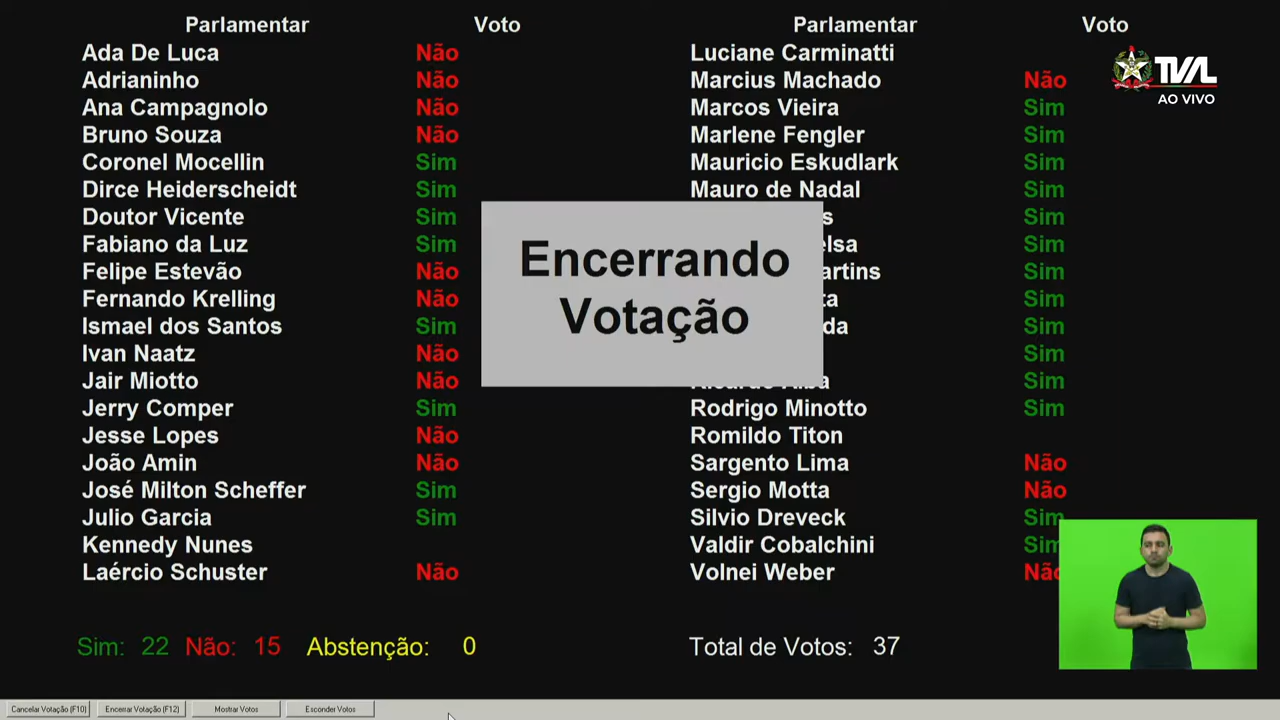 Parlamentar Voto Parlamentar Voto
Ada De Luca Não Luciane Carminatti
Adrianinho Não Marcius Machado Não
Ana Campagnolo Não Marcos Vieira Sim
Bruno Souza Não Marlene Fengler Sim
Coronel Mocellin Sim Mauricio Eskudlark Sim
Dirce Heiderscheidt Sim Mauro de Nadal Sim
Doutor Vicente Sim Sim
Fabiano da Luz Sim Sim
Felipe Estevão Não Sim
Fernando Krelling Não Sim
Ismael dos Santos Sim Sim
Ivan Naatz Não Sim
Jair Miotto Não Sim
Jerry Comper Sim Rodrigo Minotto Sim
Jesse Lopes Não Romildo Titon
João Amin Não Sargento Lima Não
José Milton Scheffer Sim Sergio Motta Não
Julio Garcia Sim Silvio Dreveck Sim
Kennedy Nunes Valdir Cobalchini Sim
Laércio Schuster Não Volnei Weber Não
Encerrando
Votação
TVAL
AO VIVO
Sim: 22 Não: 15 Abstenção: 0 Total de Votos: 37
Cancelar Votação (F10) Encerrar Votação (F12) Mostrar Votos Esconder Votos